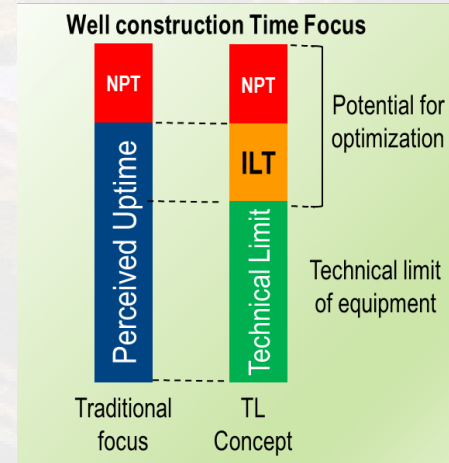 Well construction Time Focus
NPT
Perceived Uptime
NPT
ILT
Technical Limit
Potential for
optimization
Technical limit
of equipment
Traditional
focus
TL
Concept